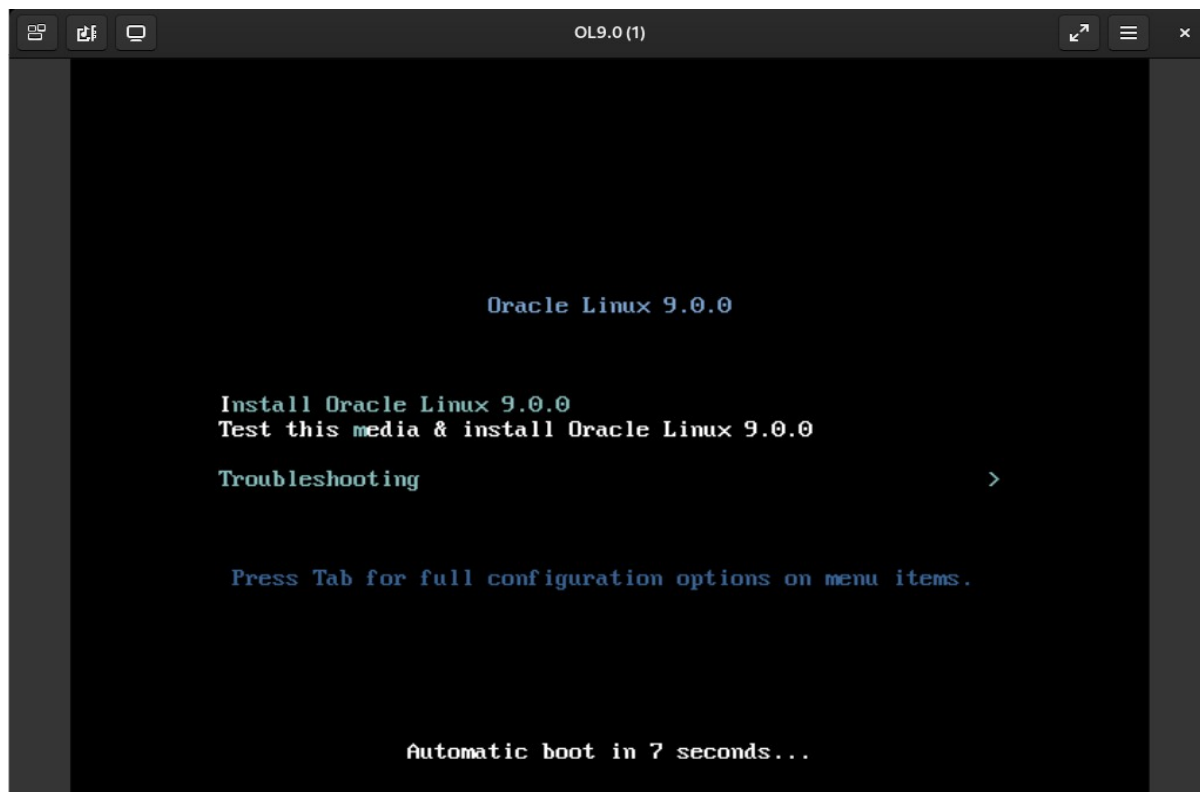 OL9.0 (1)
Oracle Linux 9.0.0
Install Oracle Linux 9.0.0
Test this media & install Oracle Linux 9.0.0
Troubleshooting >
Press Tab for full configuration options on menu items.
Automatic boot in 7 seconds...